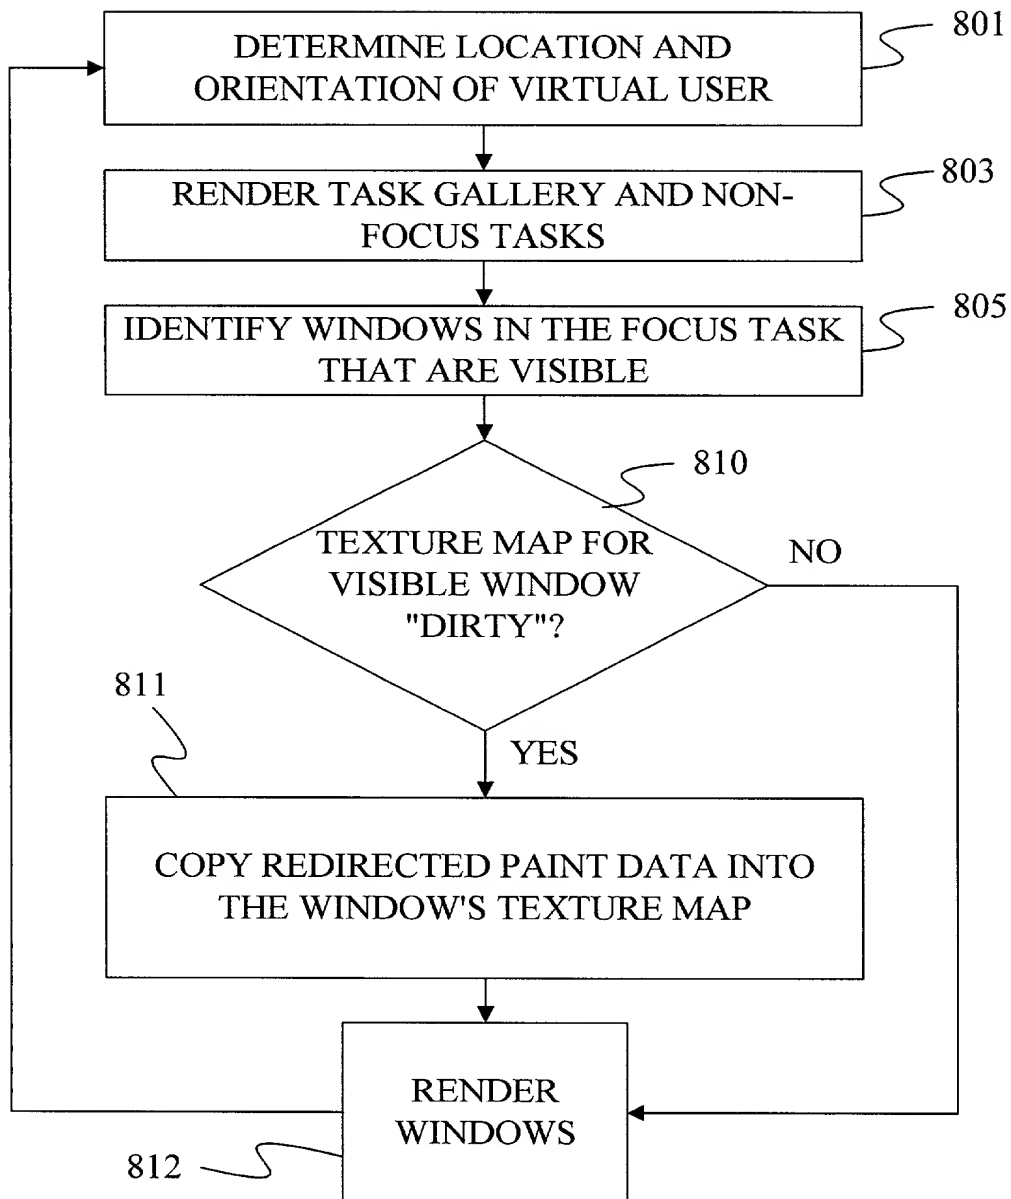 DETERMINE LOCATION AND
ORIENTATION OF VIRTUAL USER
801
RENDER TASK GALLERY AND NON-
FOCUS TASKS
803
IDENTIFY WINDOWS IN THE FOCUS TASK
THAT ARE VISIBLE
805
810
TEXTURE MAP FOR
VISIBLE WINDOW
"DIRTY"?
NO
YES
811
COPY REDIRECTED PAINT DATA INTO
THE WINDOW'S TEXTURE MAP
RENDER
WINDOWS
812